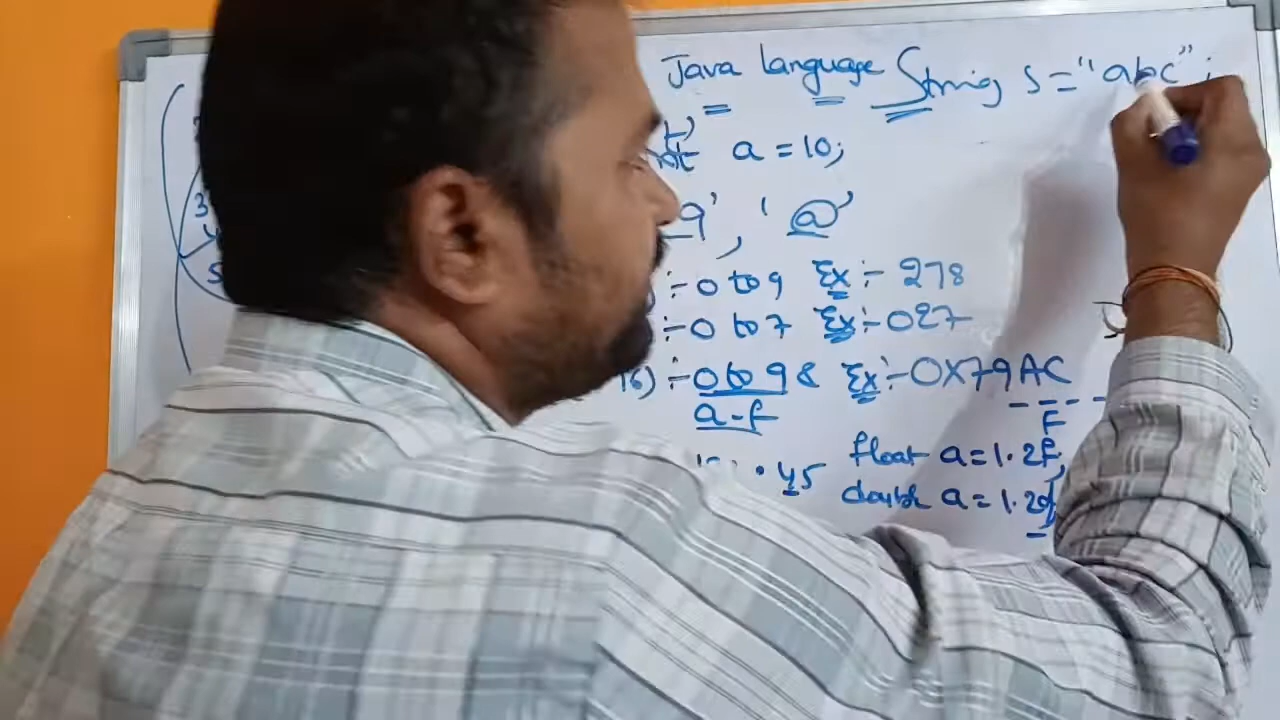 Java language String s = "abc" ;
a = 10;
9' , '@'
:- 0 to 9 Ex :- 278
:- 0 to 7 Ex :- 027
16) :- 0 to 9 & Ex :- 0X79AC
a - f F
.45 float a = 1.2f;
double a = 1.2d